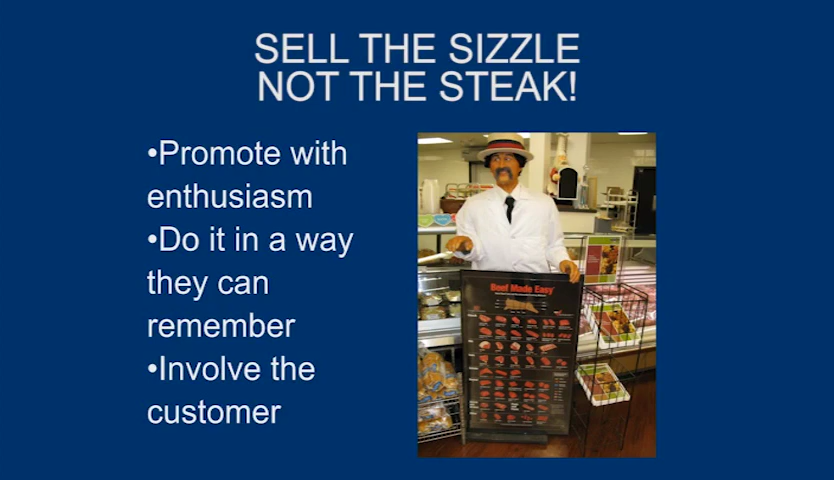 SELL THE SIZZLE
NOT THE STEAK!
•Promote with
enthusiasm
•Do it in a way
they can
remember
•Involve the
customer
Beef Made Easy